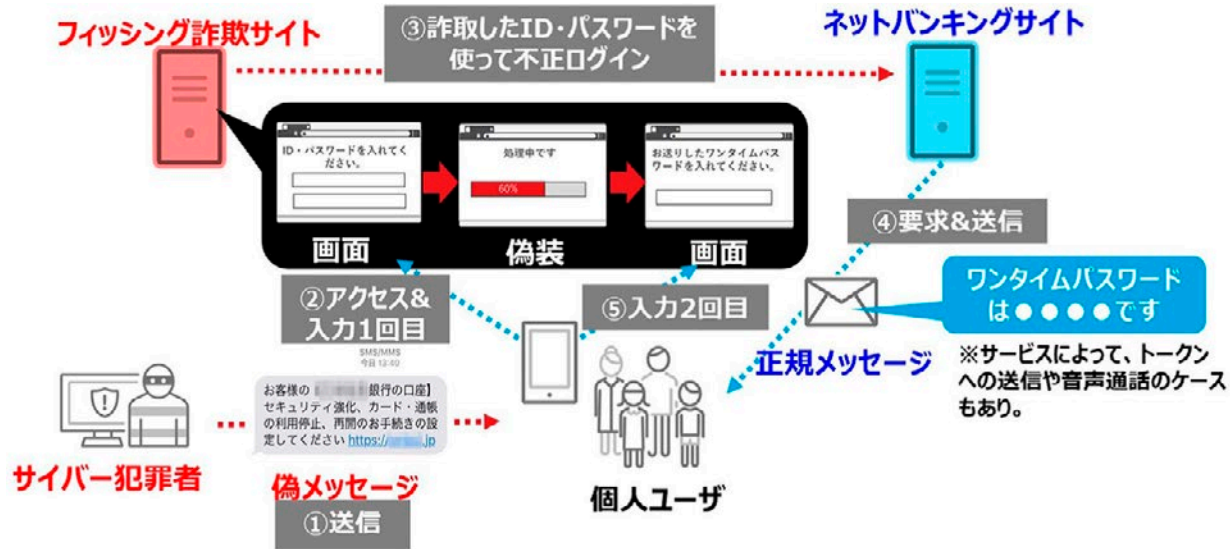 フィッシング詐欺サイト
③詐取したID・パスワードを
使って不正ログイン
ネットバンキングサイト
ID・パスワードを入れてく
ださい。
処理中です
60%
お送りしたワンタイムパス
ワードを入れてください。
画面
偽装
画面
④要求&送信
②アクセス&
入力1回目
⑤入力2回目
ワンタイムパスワード
は●●●●です
正規メッセージ
※サービスによって、トークン
への送信や音声通話のケース
もあり。
SMS/MMS
今日 13:40
お客様の 銀行の口座】
セキュリティ強化、カード・通帳
の利用停止、再開のお手続きの設
定してください https:// .jp
サイバー犯罪者
偽メッセージ
①送信
個人ユーザ